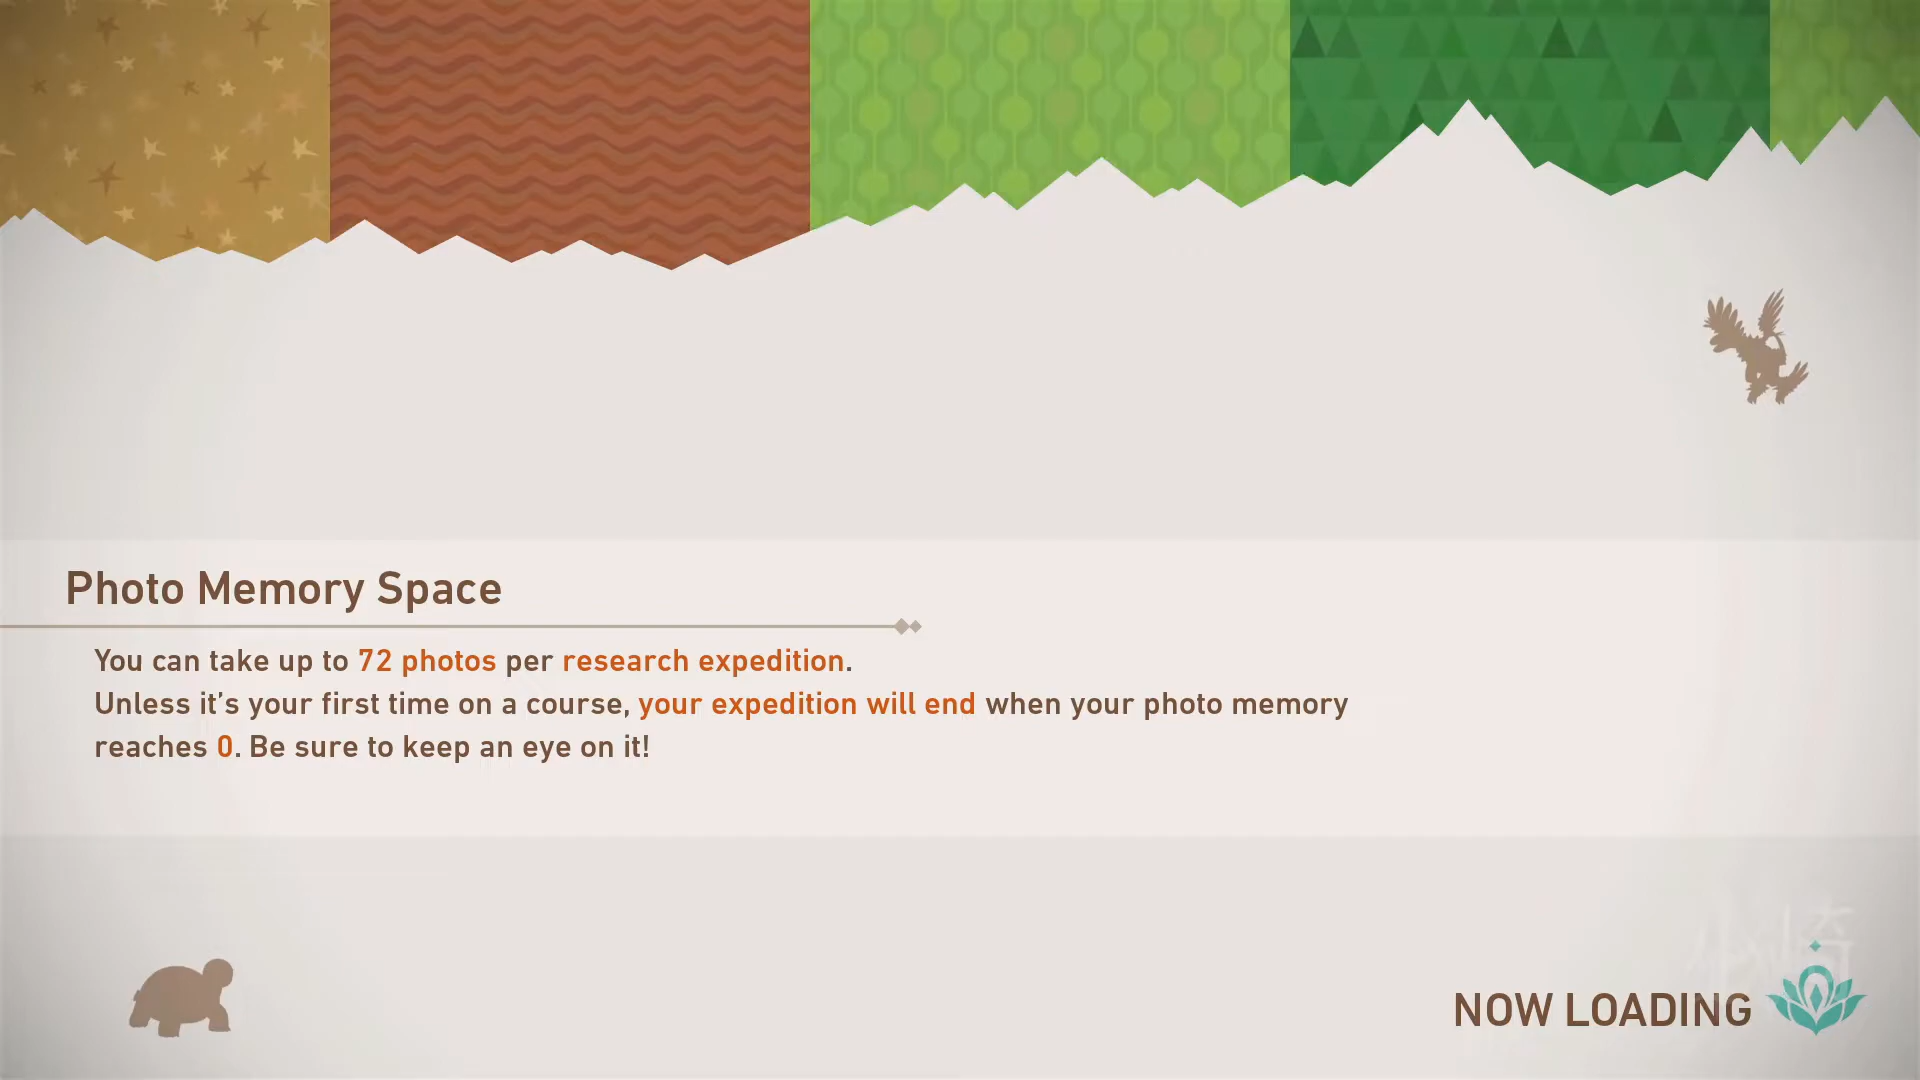 Photo Memory Space
You can take up to 72 photos per research expedition.
Unless it's your first time on a course, your expedition will end when your photo memory
reaches 0. Be sure to keep an eye on it!
NOW LOADING